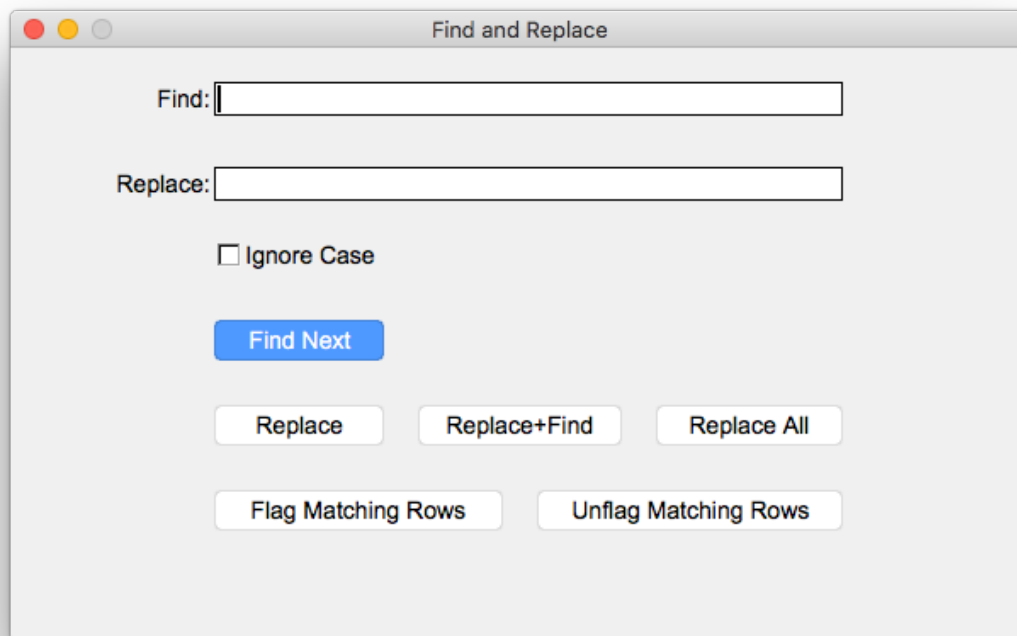 Find and Replace
Find:
Replace:
Ignore Case
Find Next
Replace Replace+Find Replace All
Flag Matching Rows Unflag Matching Rows